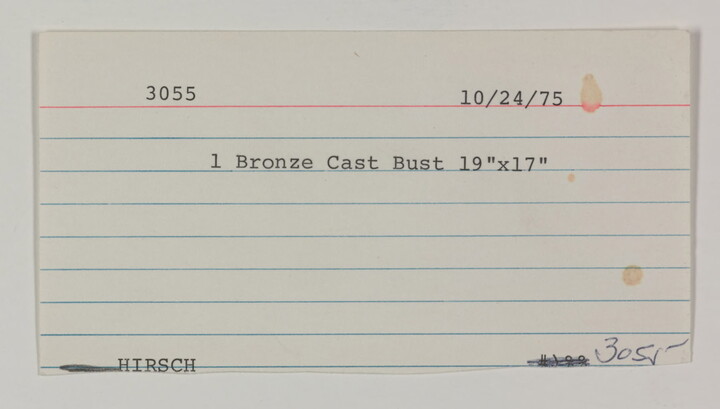 3055 10/24/75
1 Bronze Cast Bust 19"x17"
HIRSCH 3055